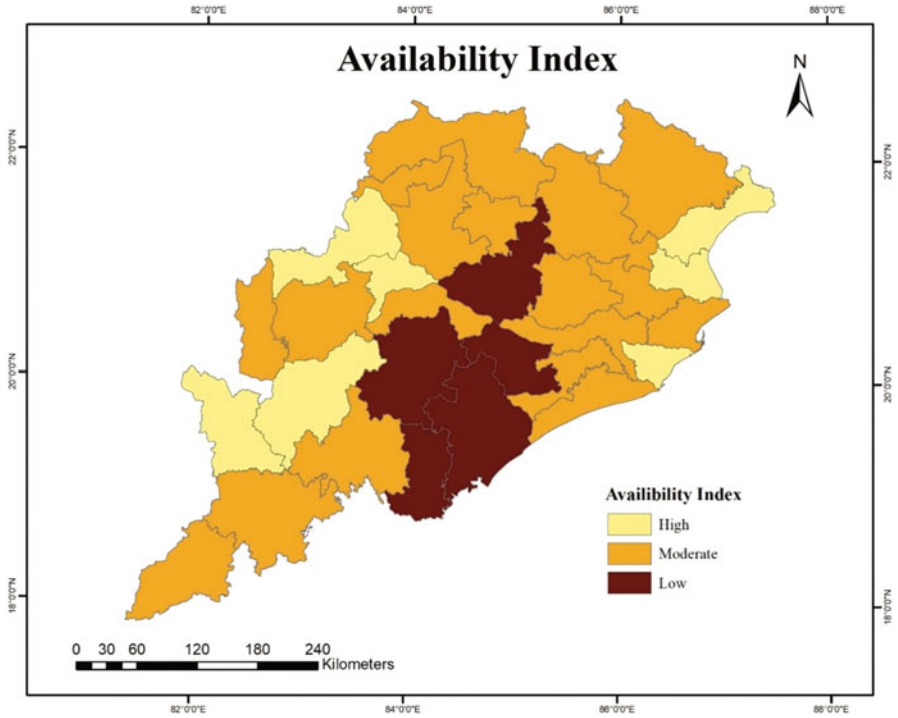 82°0'0"E 84°0'0"E 86°0'0"E 88°0'0"E
Availability Index
N
22°0'0"N 22°0'0"N
20°0'0"N 20°0'0"N
Availibility Index
High
Moderate
Low
18°0'0"N 18°0'0"N
0 30 60 120 180 240
Kilometers
82°0'0"E 84°0'0"E 86°0'0"E 88°0'0"E